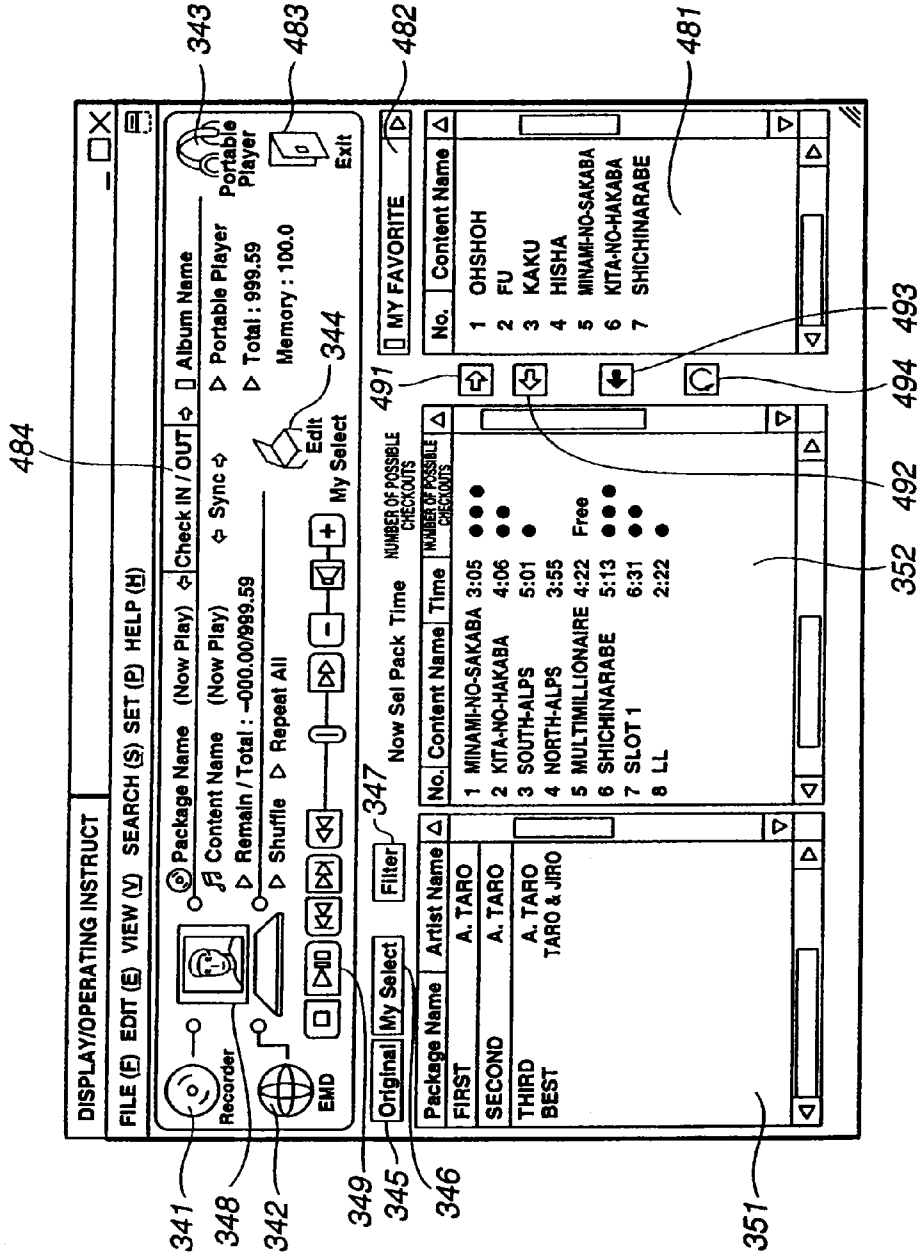 DISPLAY/OPERATING INSTRUCT
FILE (F) EDIT (E) VIEW (V) SEARCH (S) SET (P) HELP (H)
Recorder
EMD
Package Name (Now Play)
Check IN / OUT
Album Name
Content Name (Now Play)
Sync
Portable Player
Remain / Total : -000.00/999.59
Total : 999.59
Memory : 100.0
Shuffle
Repeat All
Edit
My Select
Portable
Player
Exit
Original
My Select
Filter
Now Sel Pack Time
NUMBER OF POSSIBLE
CHECKOUTS
MY FAVORITE
Package Name Artist Name
FIRST A. TARO
SECOND A. TARO
THIRD A. TARO
BEST TARO & JIRO
No. Content Name Time NUMBER OF POSSIBLE
CHECKOUTS
1 MINAMI-NO-SAKABA 3:05 ●●●
2 KITA-NO-HAKABA 4:06 ●●
3 SOUTH-ALPS 5:01 ●
4 NORTH-ALPS 3:55
5 MULTIMILLIONAIRE 4:22 Free
6 SHICHINARABE 5:13 ●●●
7 SLOT 1 6:31 ●●
8 LL 2:22 ●
No. Content Name
1 OHSHOH
2 FU
3 KAKU
4 HISHA
5 MINAMI-NO-SAKABA
6 KITA-NO-HAKABA
7 SHICHINARABE
341
348
342
349
345
346
347
351
484
343
483
482
481
344
491
492
493
494
352